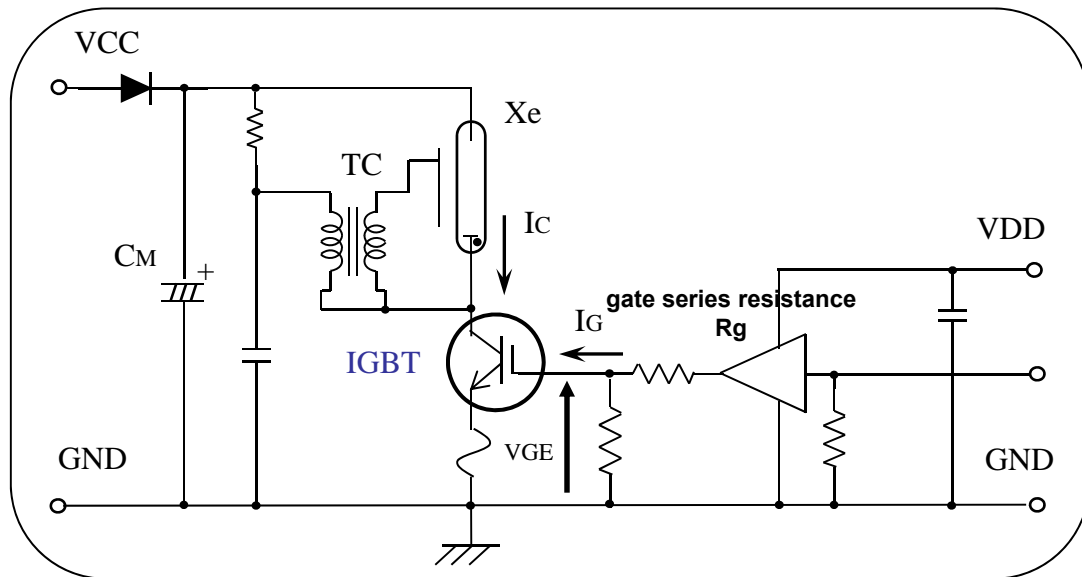 VCC
Xe
TC
IC
VDD
CM
+
gate series resistance
Rg
IG
IGBT
VGE
GND
GND